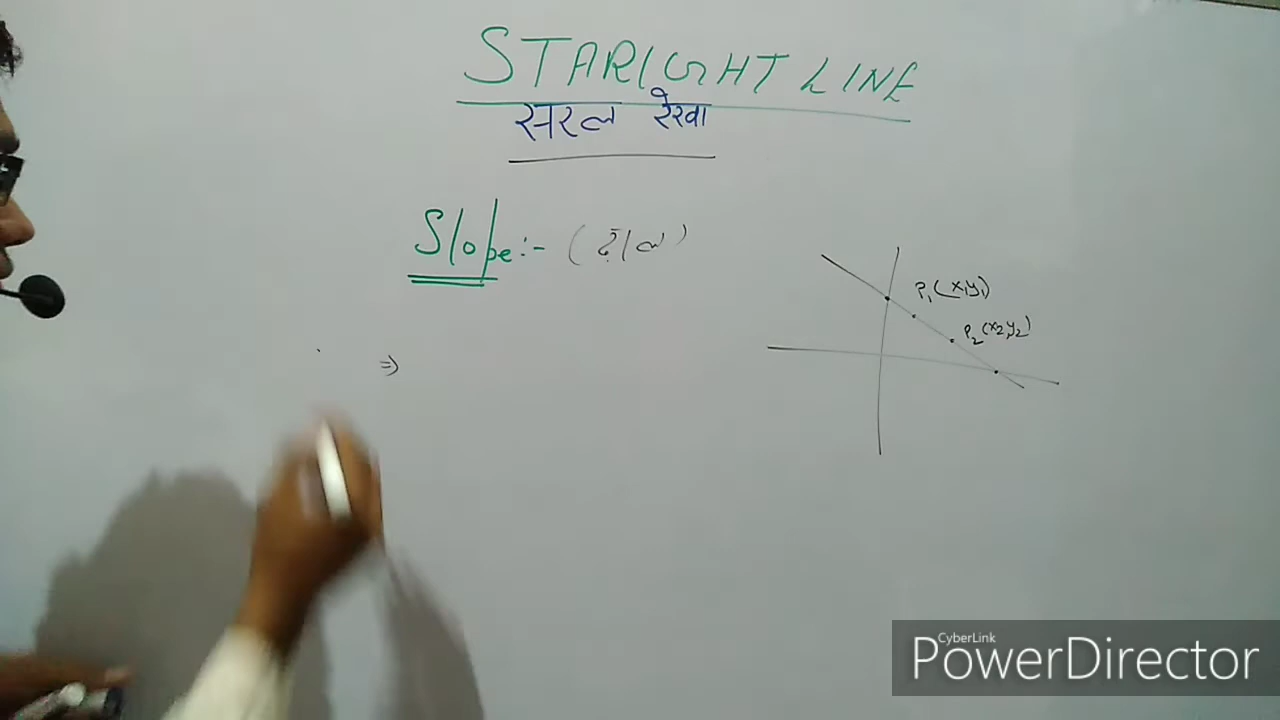 STARIGHT LINE
सरल रेखा
Slope:- (ढाल)
P₁(x₁y₁)
P₂(x₂y₂)
⇒
CyberLink
PowerDirector